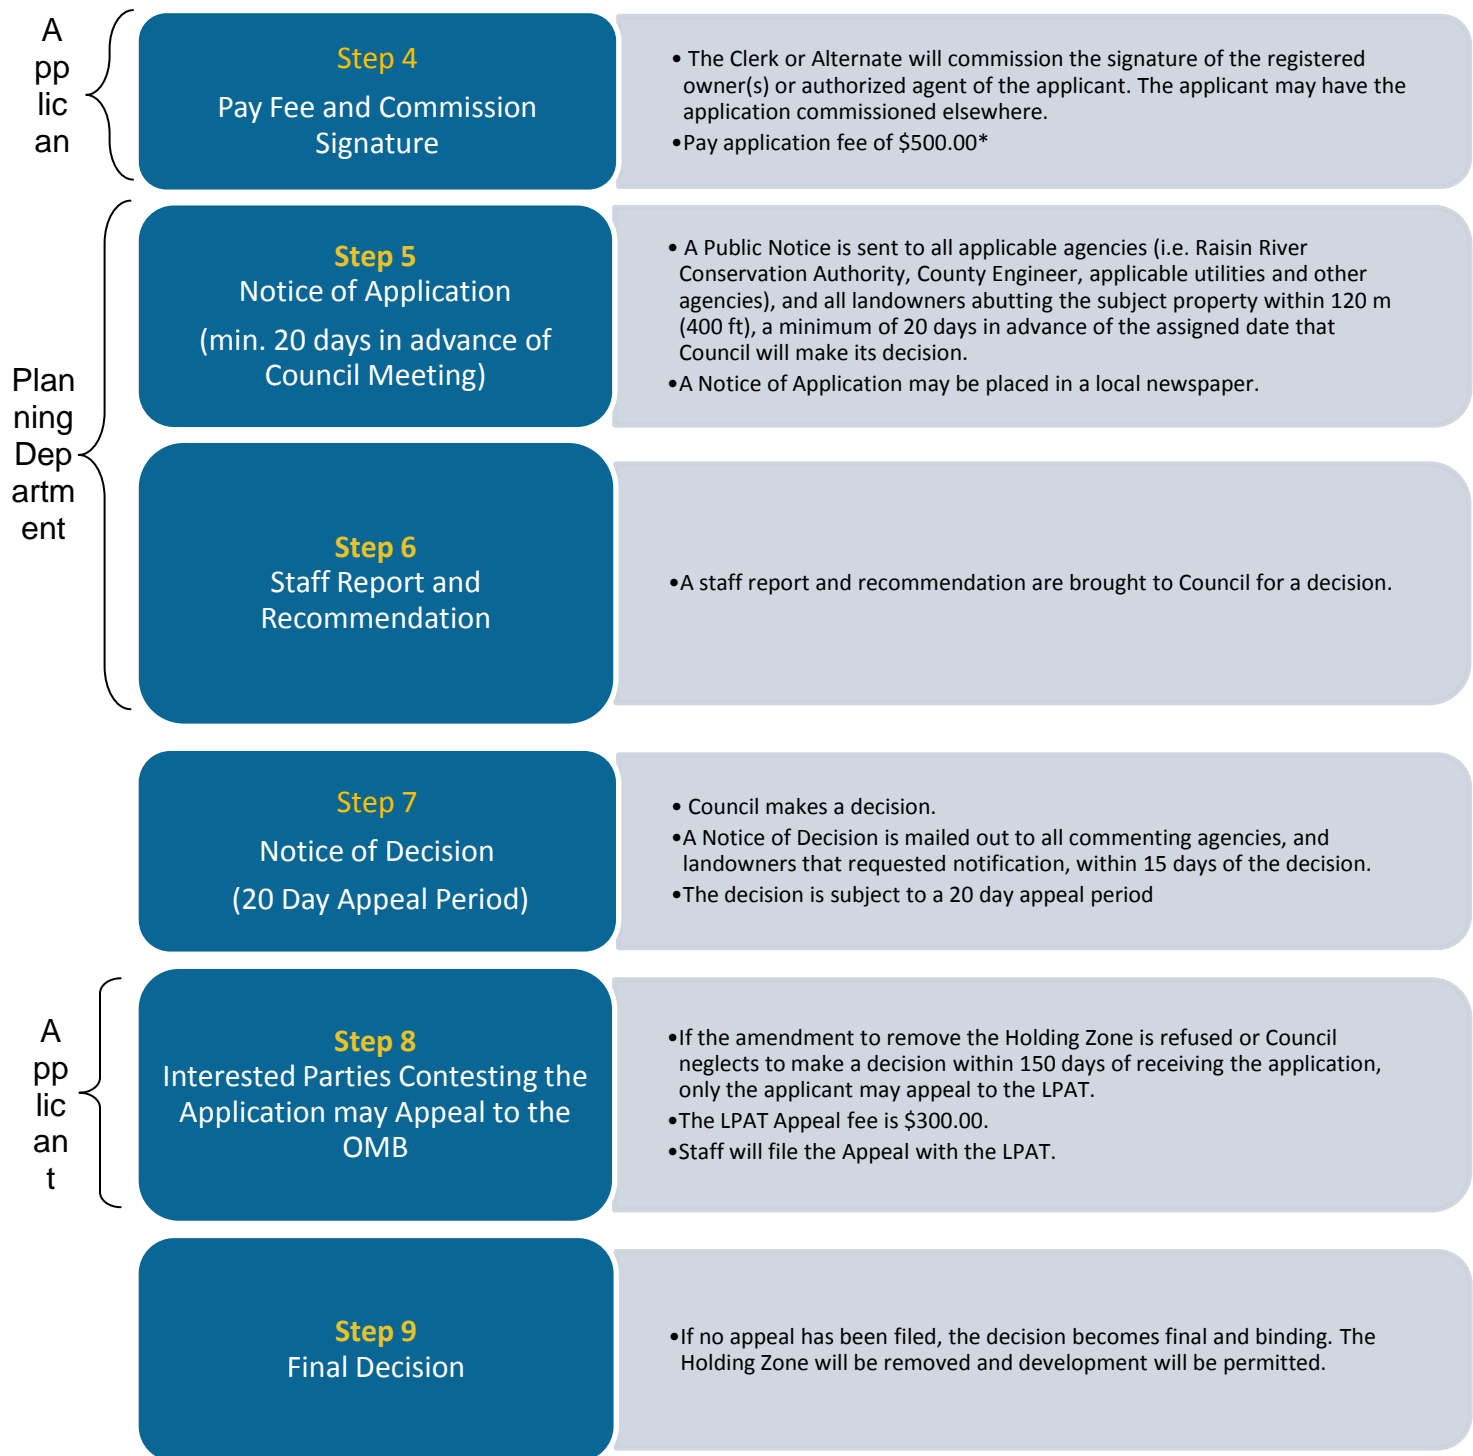 A
pp
lic
an
Step 4
Pay Fee and Commission
Signature
• The Clerk or Alternate will commission the signature of the registered
owner(s) or authorized agent of the applicant. The applicant may have the
application commissioned elsewhere.
•Pay application fee of $500.00*
Plan
ning
Dep
artm
ent
Step 5
Notice of Application
(min. 20 days in advance of
Council Meeting)
• A Public Notice is sent to all applicable agencies (i.e. Raisin River
Conservation Authority, County Engineer, applicable utilities and other
agencies), and all landowners abutting the subject property within 120 m
(400 ft), a minimum of 20 days in advance of the assigned date that
Council will make its decision.
•A Notice of Application may be placed in a local newspaper.
Step 6
Staff Report and
Recommendation
•A staff report and recommendation are brought to Council for a decision.
Step 7
Notice of Decision
(20 Day Appeal Period)
• Council makes a decision.
•A Notice of Decision is mailed out to all commenting agencies, and
landowners that requested notification, within 15 days of the decision.
•The decision is subject to a 20 day appeal period
A
pp
lic
an
t
Step 8
Interested Parties Contesting the
Application may Appeal to the
OMB
•If the amendment to remove the Holding Zone is refused or Council
neglects to make a decision within 150 days of receiving the application,
only the applicant may appeal to the LPAT.
•The LPAT Appeal fee is $300.00.
•Staff will file the Appeal with the LPAT.
Step 9
Final Decision
•If no appeal has been filed, the decision becomes final and binding. The
Holding Zone will be removed and development will be permitted.